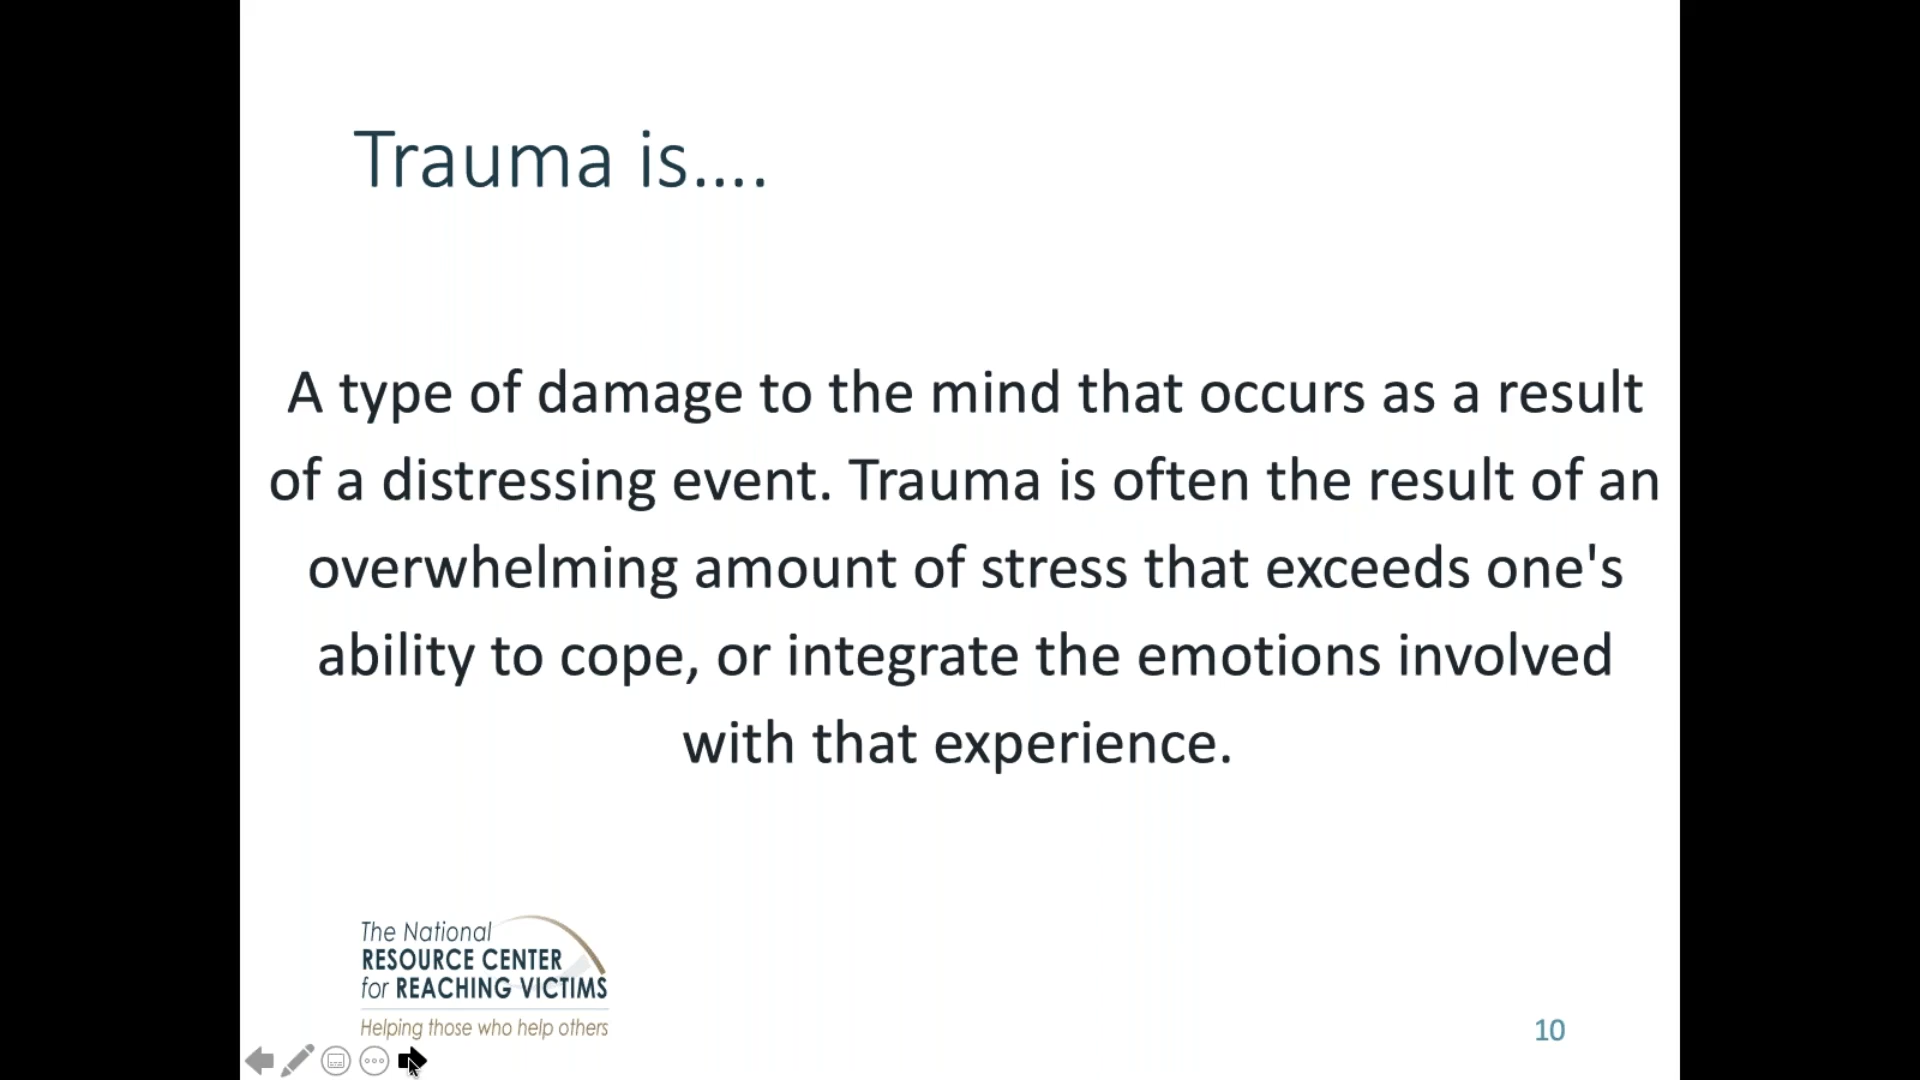 Trauma is....
A type of damage to the mind that occurs as a result
of a distressing event. Trauma is often the result of an
overwhelming amount of stress that exceeds one's
ability to cope, or integrate the emotions involved
with that experience.
The National
RESOURCE CENTER
for REACHING VICTIMS
Helping those who help others
10